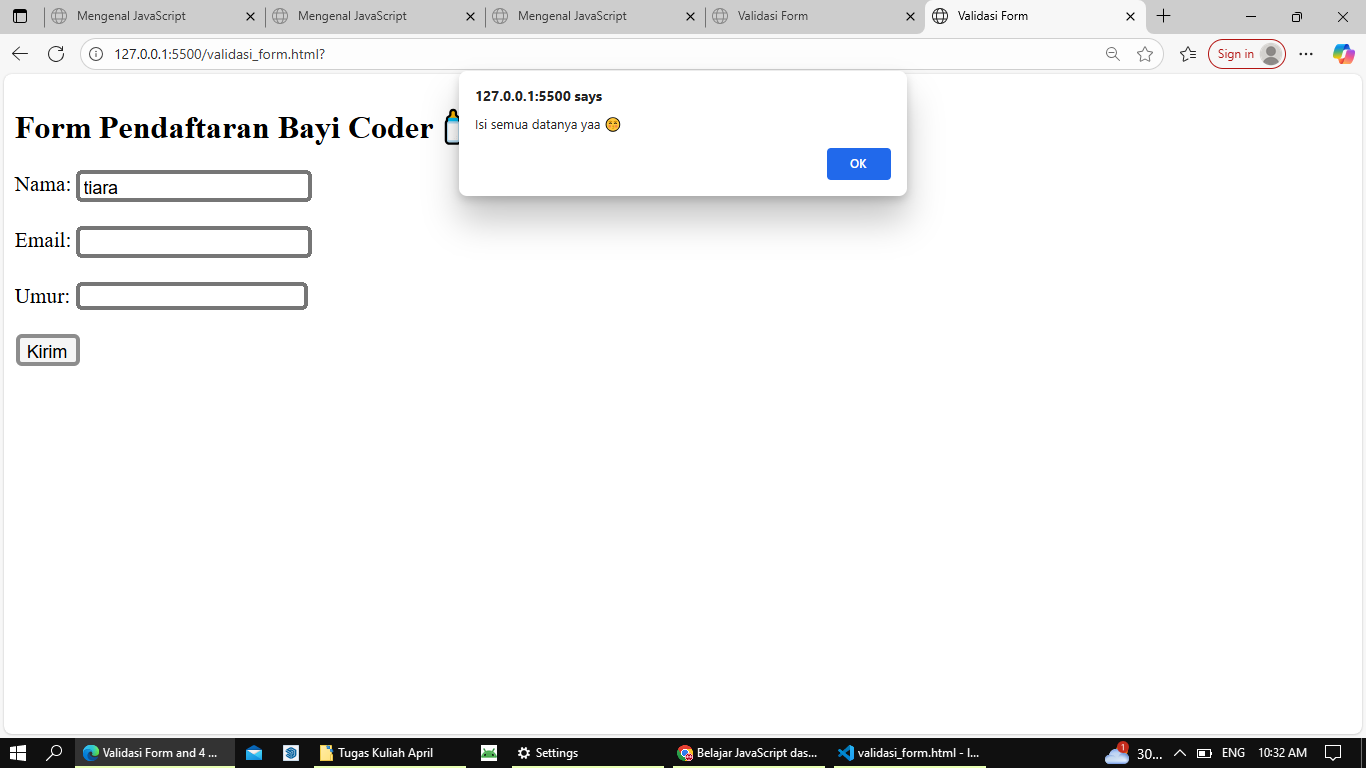 Mengenal JavaScript
Mengenal JavaScript
Mengenal JavaScript
Validasi Form
Validasi Form
127.0.0.1:5500/validasi_form.html?
Sign in
127.0.0.1:5500 says
Isi semua datanya yaa 😁
OK
Form Pendaftaran Bayi Coder 🍼
Nama: tiara
Email:
Umur:
Kirim
Validasi Form and 4 ...
Tugas Kuliah April
Settings
Belajar JavaScript das...
validasi_form.html - I...
1
30...
ENG
10:32 AM